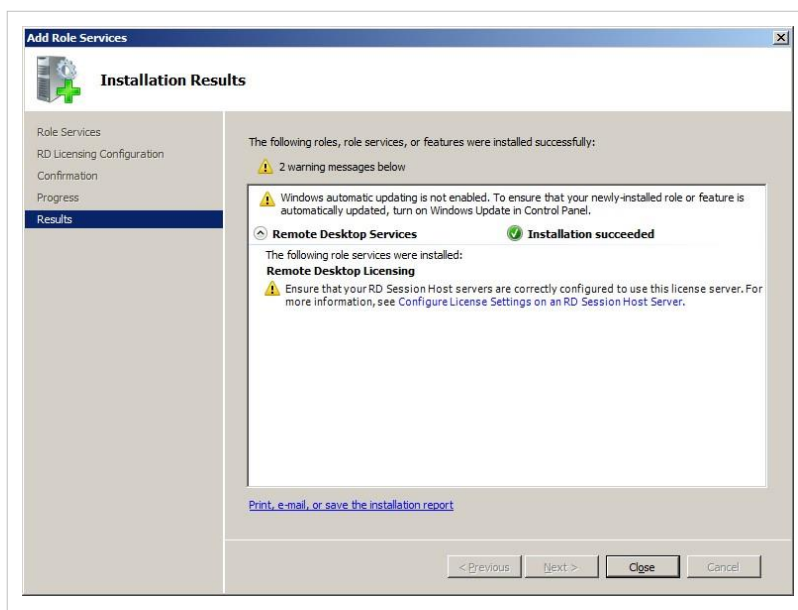 Add Role Services
Installation Results
Role Services
RD Licensing Configuration
Confirmation
Progress
Results
The following roles, role services, or features were installed successfully:
2 warning messages below
Windows automatic updating is not enabled. To ensure that your newly-installed role or feature is
automatically updated, turn on Windows Update in Control Panel.
Remote Desktop Services
Installation succeeded
The following role services were installed:
Remote Desktop Licensing
Ensure that your RD Session Host servers are correctly configured to use this license server. For
more information, see Configure License Settings on an RD Session Host Server.
Print, e-mail, or save the installation report
< Previous
Next >
Close
Cancel